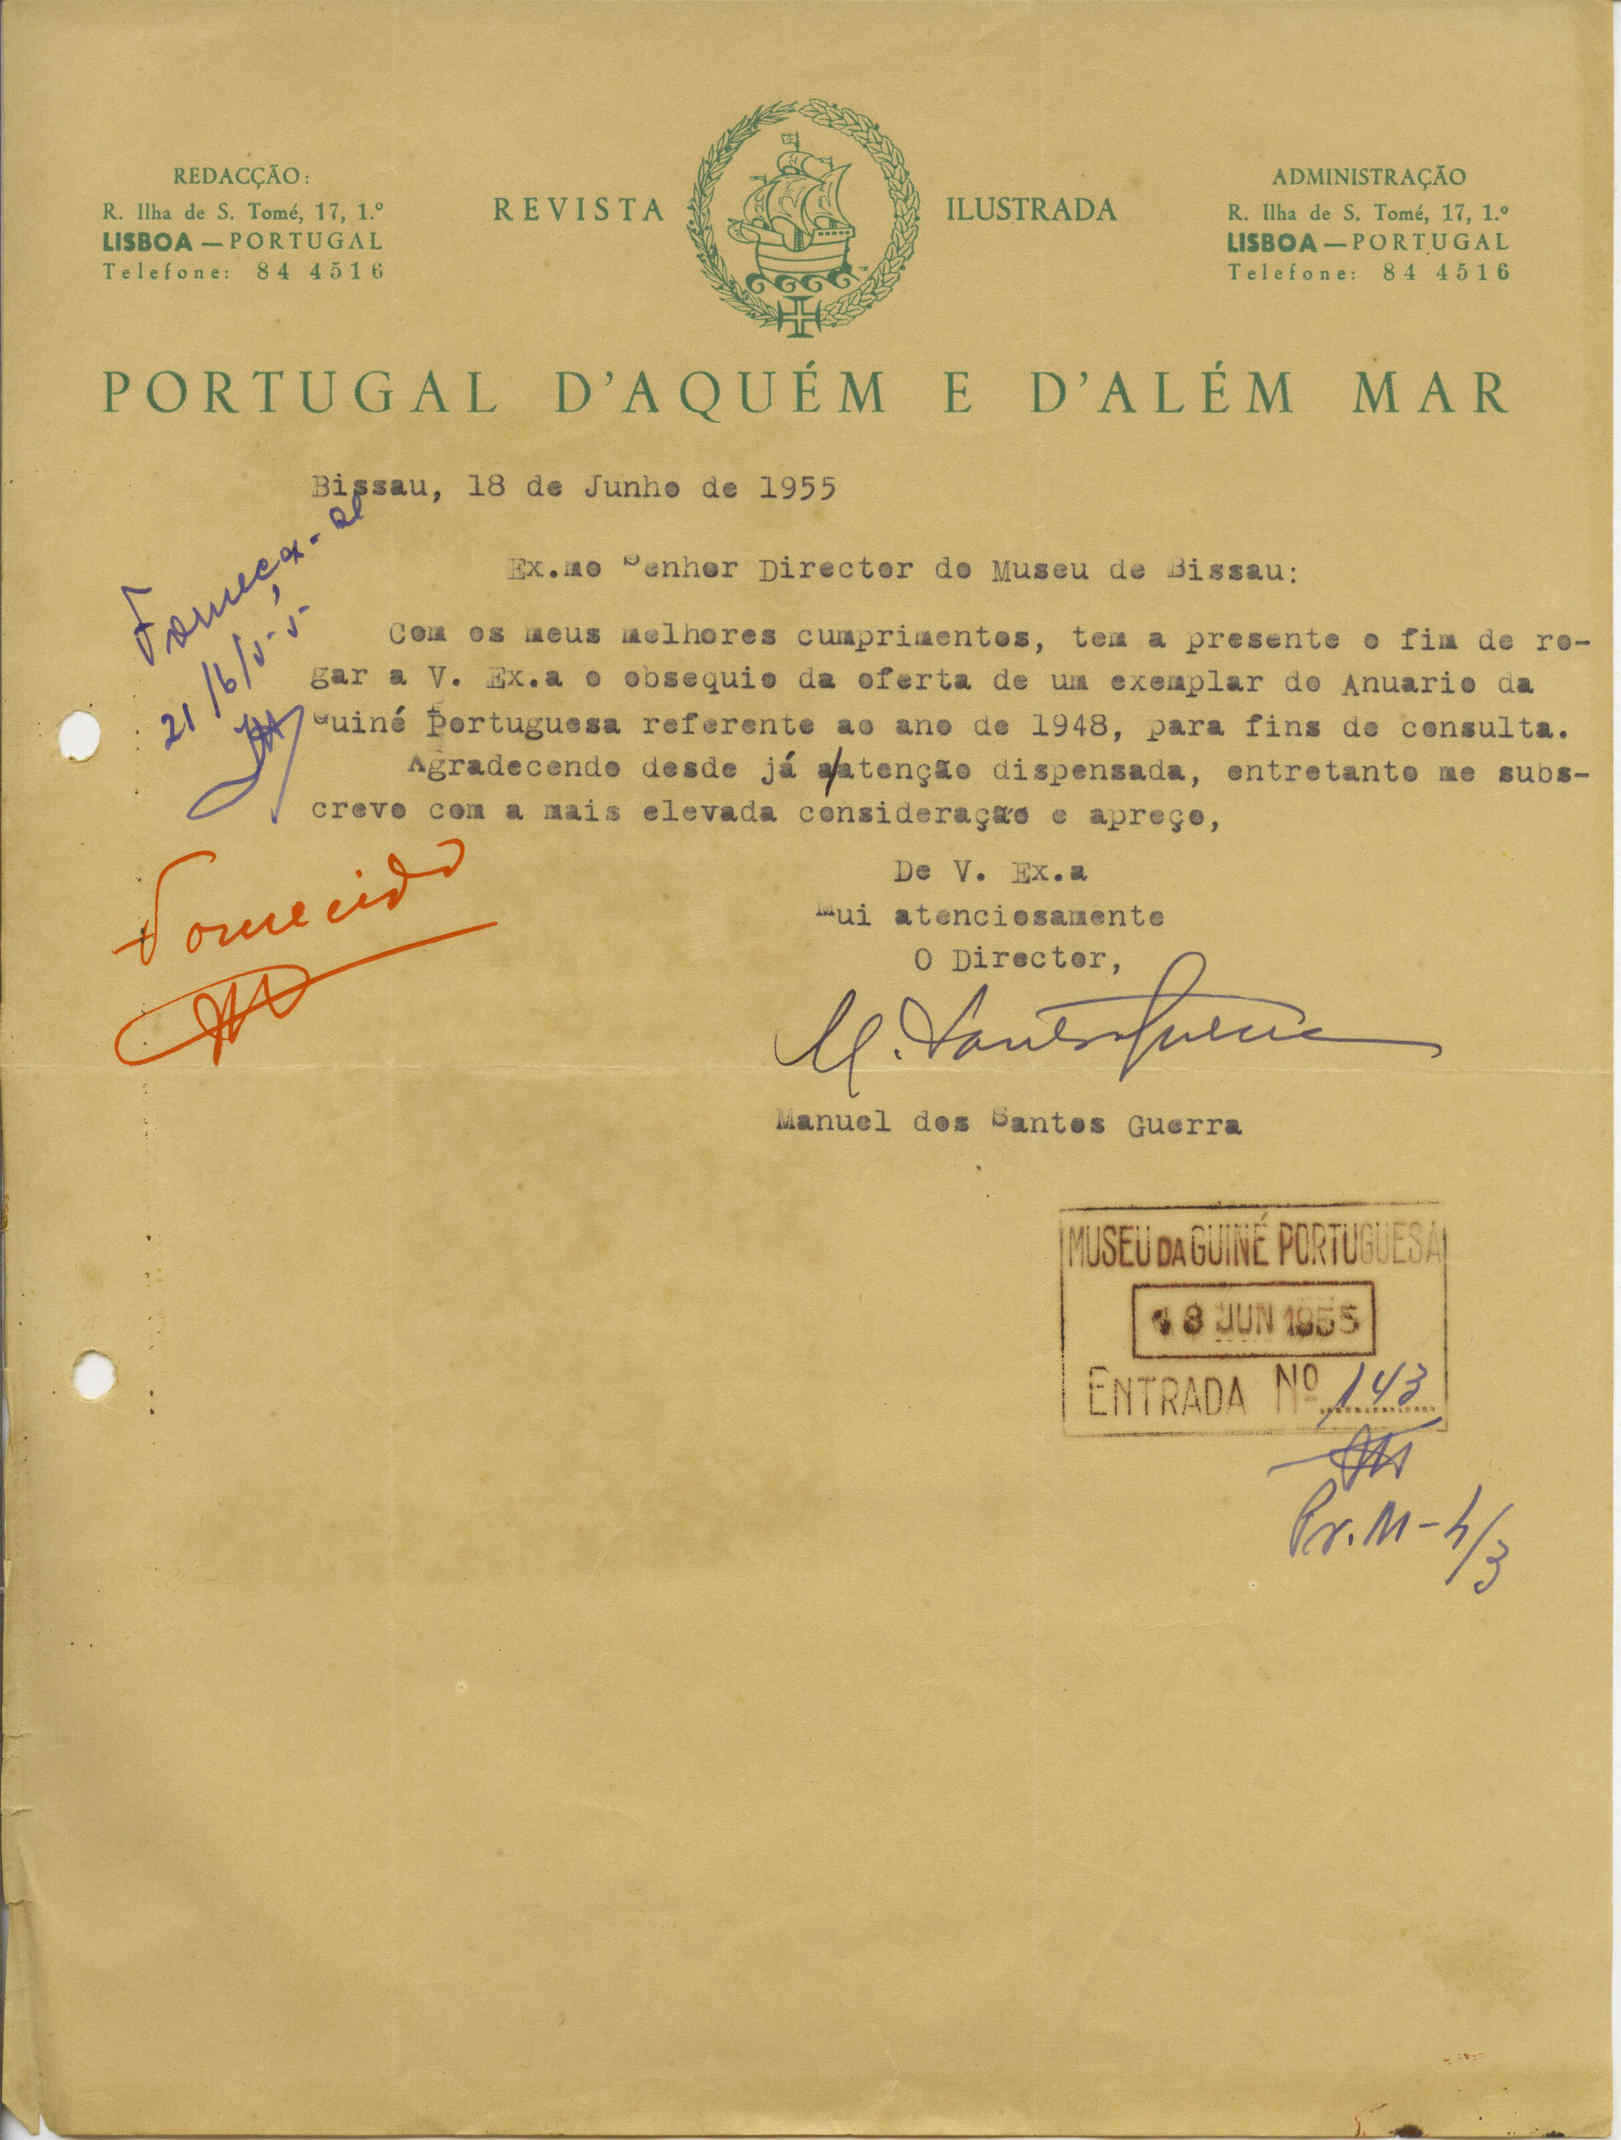 REDACÇÃO:
R. Ilha de S. Tomé, 17, 1.º
LISBOA — PORTUGAL
Telefone: 84 4516
REVISTA ILUSTRADA
ADMINISTRAÇÃO
R. Ilha de S. Tomé, 17, 1.º
LISBOA — PORTUGAL
Telefone: 84 4516
PORTUGAL D'AQUÉM E D'ALÉM MAR
Bissau, 18 de Junho de 1955
Forneça-se
21/6/55
Ex.mo Senhor Director do Museu de Bissau:
Com os meus melhores cumprimentos, tem a presente o fim de ro-
gar a V. Ex.a o obsequio da oferta de um exemplar do Anuario da
Guiné Portuguesa referente ao ano de 1948, para fins de consulta.
Agradecendo desde já a/atenção dispensada, entretanto me subs-
crevo com a mais elevada consideração e apreço,
De V. Ex.a
Mui atenciosamente
O Director,
Fornecido
M. Santos Guerra
Manuel dos Santos Guerra
MUSEU DA GUINÉ PORTUGUESA
18 JUN 1955
ENTRADA Nº 143
Pr. M-4/3